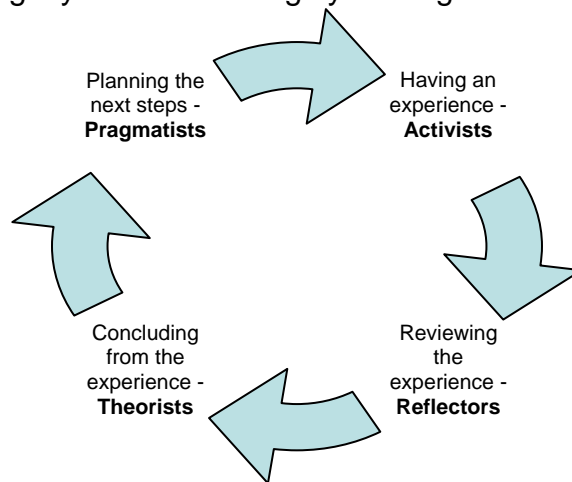 Planning the
next steps -
Pragmatists
Having an
experience -
Activists
Reviewing
the
experience -
Reflectors
Concluding
from the
experience -
Theorists